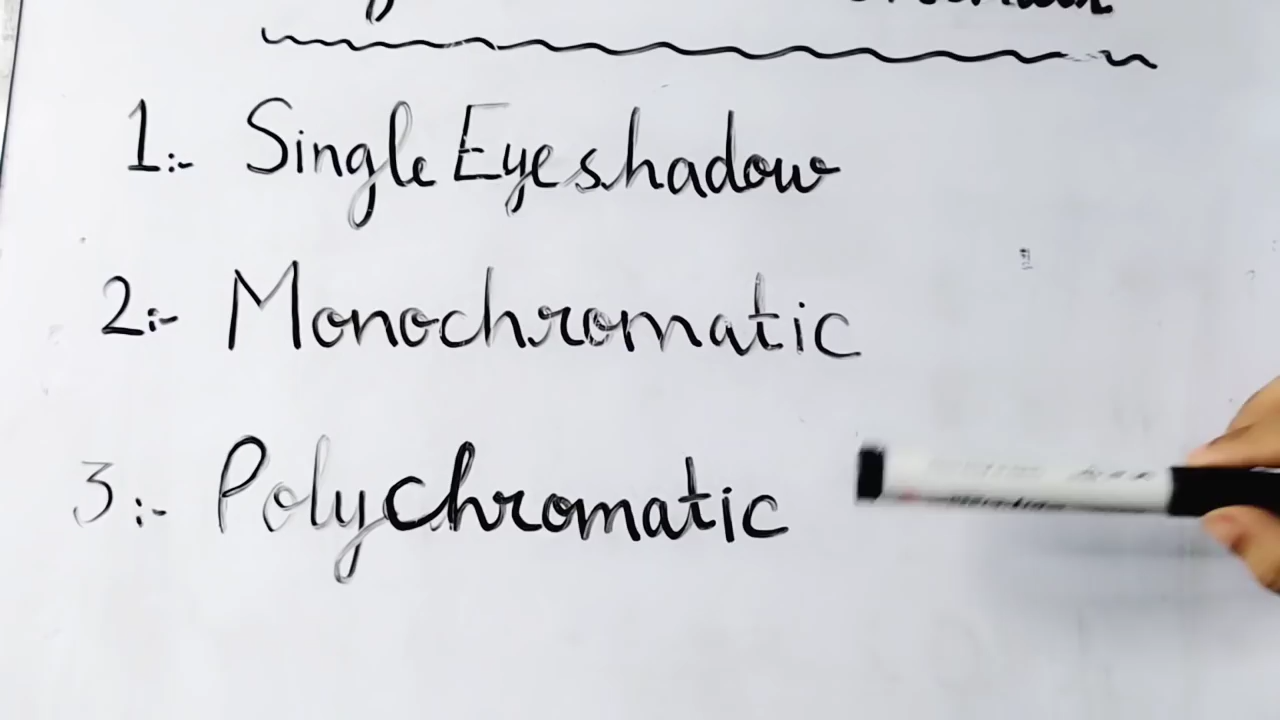 1:- Single Eyeshadow
2:- Monochromatic
3:- Polychromatic